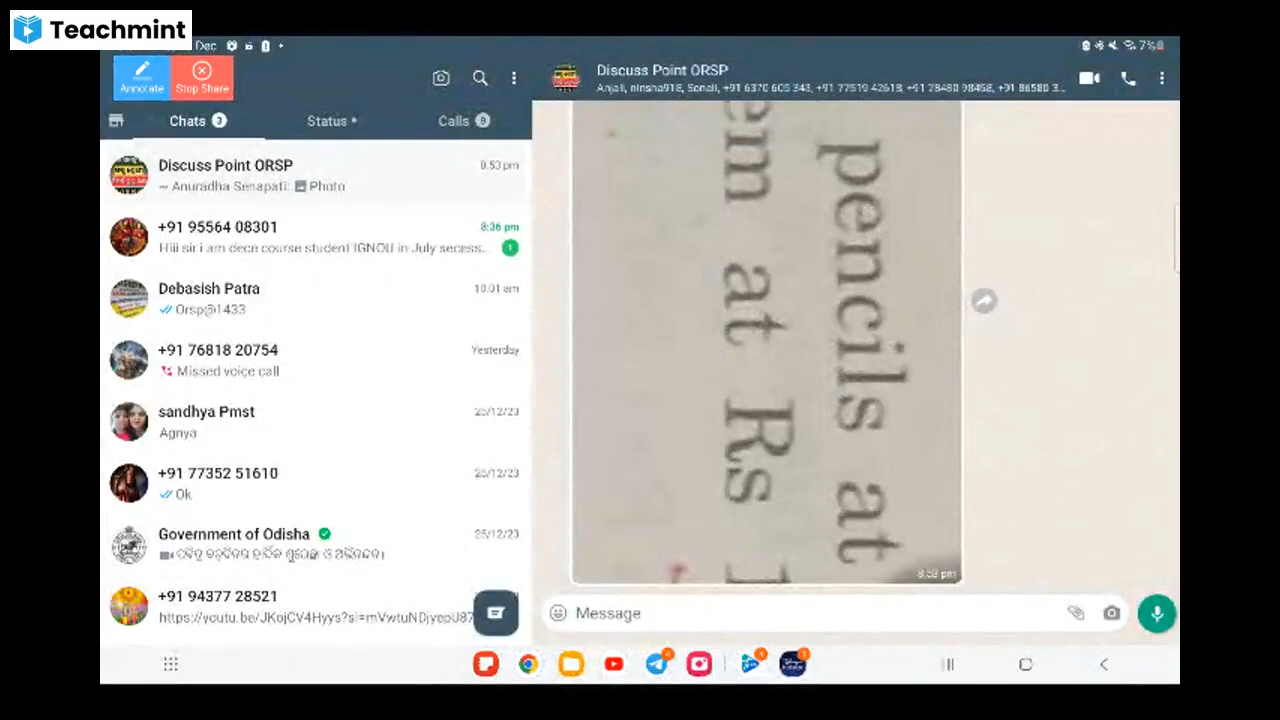 Teachmint
Dec
7%
Annotate
Stop Share
Chats 3
Status
Calls
Discuss Point ORSP
8:53 pm
~ Anuradha Senapati: Photo
+91 95564 08301
8:36 pm
Hiii sir i am dece course student IGNOU in July secess...
1
Debasish Patra
10:01 am
Orsp@1433
+91 76818 20754
Yesterday
Missed voice call
sandhya Pmst
25/12/23
Agnya
+91 77352 51610
25/12/23
Ok
Government of Odisha
25/12/23
+91 94377 28521
https://youtu.be/JKojCV4Hyys?si=mVwtuNDjyepU87
Discuss Point ORSP
Anjali, ninsha918, Sonali, +91 6370 605 343, +91 77519 42618, +91 78480 98458, +91 86580 3...
pencils at
em at Rs
8:53 pm
Message